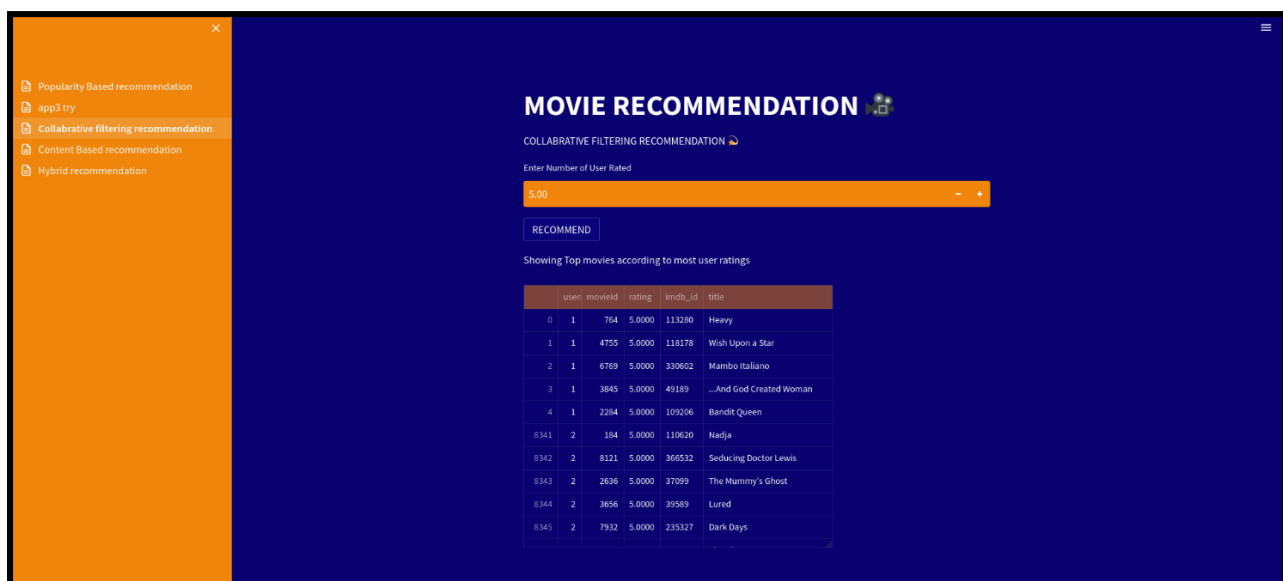 ×
Popularity Based recommendation
app3 try
Collabrative filtering recommendation
Content Based recommendation
Hybrid recommendation
MOVIE RECOMMENDATION
COLLABRATIVE FILTERING RECOMMENDATION
Enter Number of User Rated
5.00 − +
RECOMMEND
Showing Top movies according to most user ratings
user movieId rating imdb_id title
0 1 764 5.0000 113280 Heavy
1 1 4755 5.0000 118178 Wish Upon a Star
2 1 6769 5.0000 330602 Mambo Italiano
3 1 3845 5.0000 49189 ...And God Created Woman
4 1 2284 5.0000 109206 Bandit Queen
8341 2 184 5.0000 110620 Nadja
8342 2 8121 5.0000 366532 Seducing Doctor Lewis
8343 2 2636 5.0000 37099 The Mummy's Ghost
8344 2 3656 5.0000 39589 Lured
8345 2 7932 5.0000 235327 Dark Days